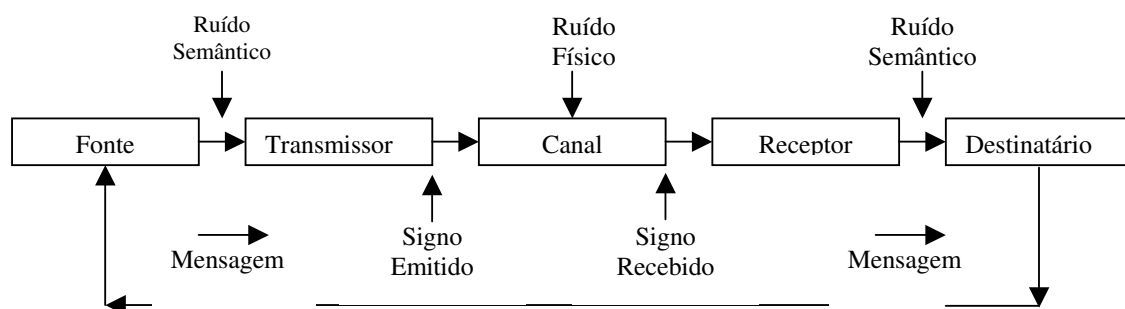 Ruído
Semântico
Ruído
Físico
Ruído
Semântico
Fonte
Transmissor
Canal
Receptor
Destinatário
Mensagem
Signo
Emitido
Signo
Recebido
Mensagem